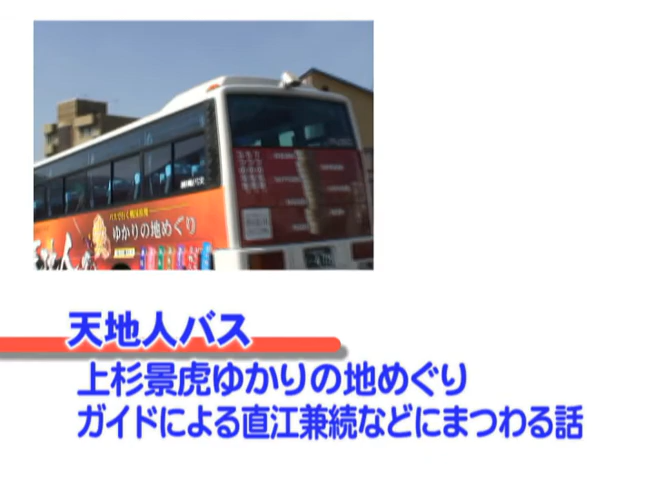 ゆかりの地めぐり
天地人バス
上杉景虎ゆかりの地めぐり
ガイドによる直江兼続などにまつわる話